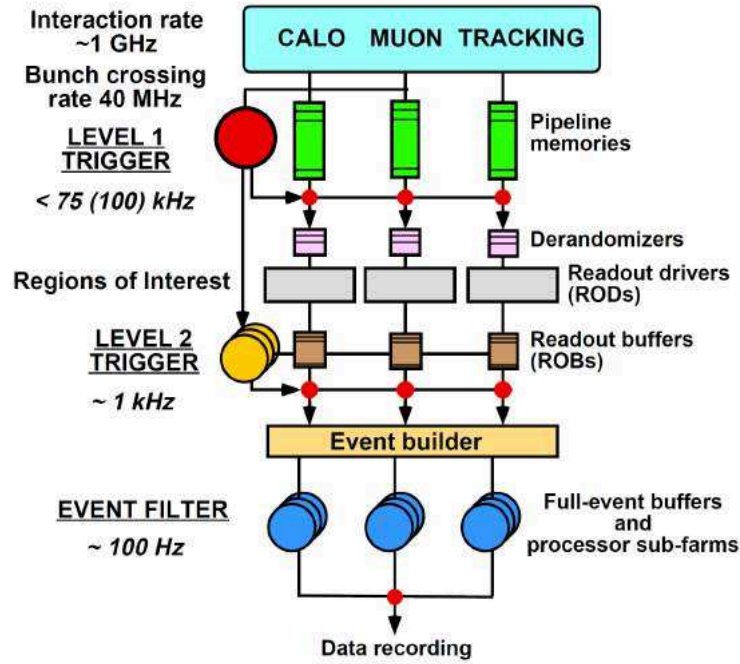 Interaction rate
~1 GHz
CALO MUON TRACKING
Bunch crossing
rate 40 MHz
LEVEL 1
TRIGGER
Pipeline
memories
< 75 (100) kHz
Derandomizers
Regions of Interest
Readout drivers
(RODs)
LEVEL 2
TRIGGER
Readout buffers
(ROBs)
~ 1 kHz
Event builder
EVENT FILTER
~ 100 Hz
Full-event buffers
and
processor sub-farms
Data recording